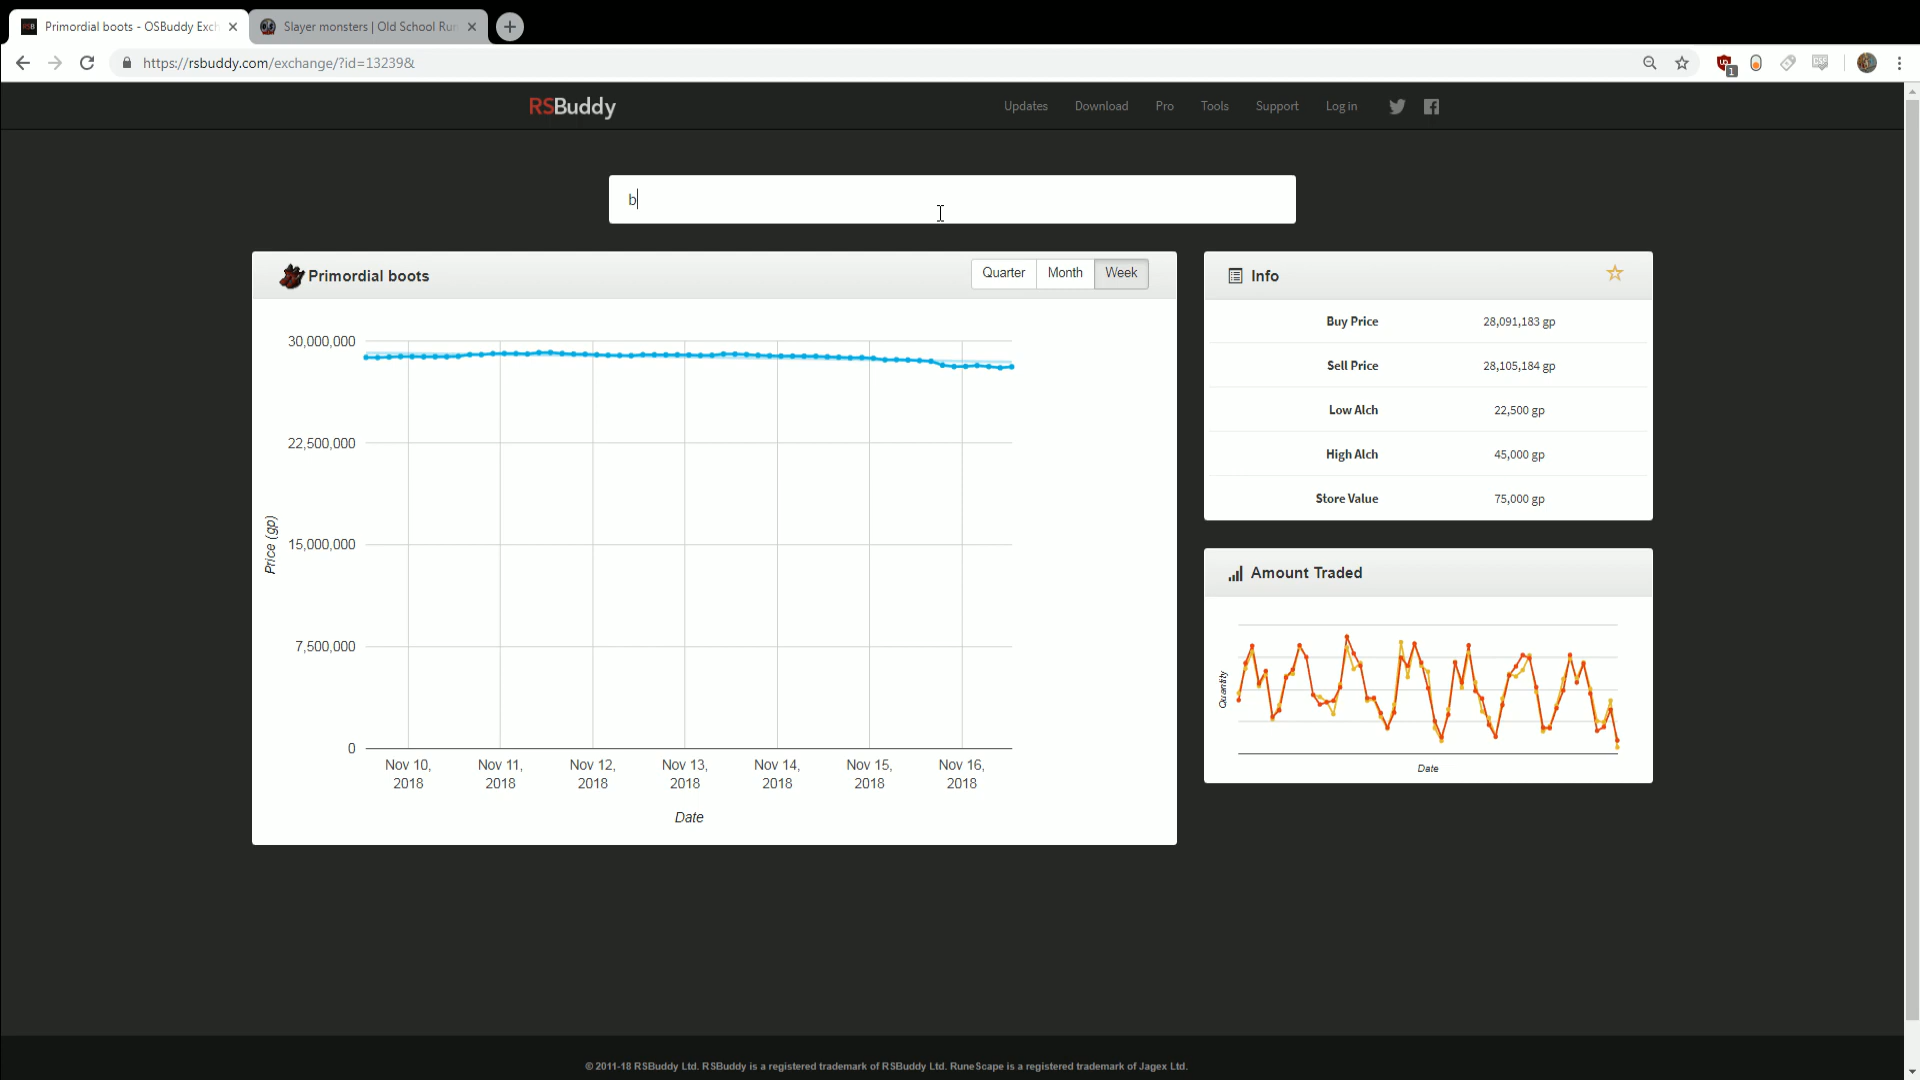 Primordial boots - OSBuddy Exch
Slayer monsters | Old School Run
https://rsbuddy.com/exchange/?id=13239&
1
RSBuddy
Updates
Download
Pro
Tools
Support
Log in
b
Primordial boots
Quarter
Month
Week
30,000,000
22,500,000
15,000,000
7,500,000
0
Price (gp)
Nov 10,
2018
Nov 11,
2018
Nov 12,
2018
Nov 13,
2018
Nov 14,
2018
Nov 15,
2018
Nov 16,
2018
Date
Info
Buy Price 28,091,183 gp
Sell Price 28,105,184 gp
Low Alch 22,500 gp
High Alch 45,000 gp
Store Value 75,000 gp
Amount Traded
Quantity
Date
© 2011-18 RSBuddy Ltd. RSBuddy is a registered trademark of RSBuddy Ltd. RuneScape is a registered trademark of Jagex Ltd.